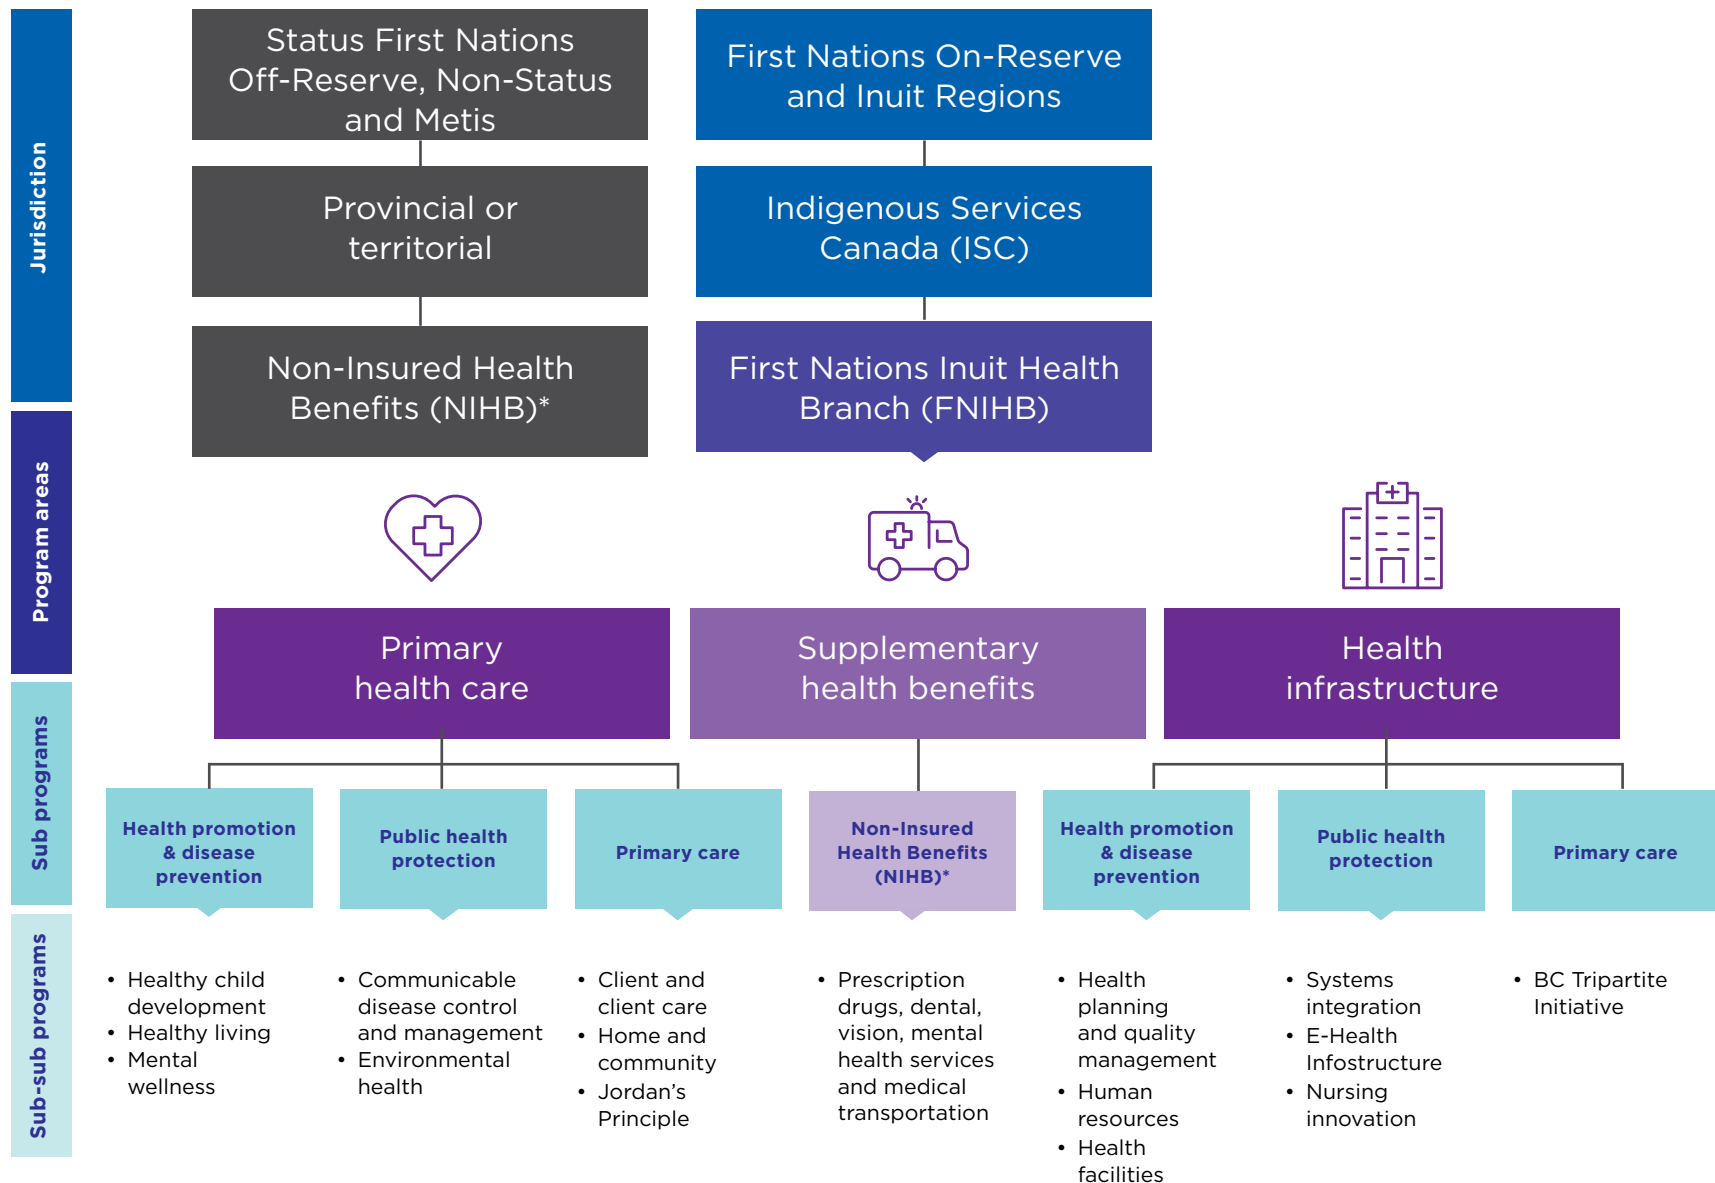 Jurisdiction
Status First Nations
Off-Reserve, Non-Status
and Metis
First Nations On-Reserve
and Inuit Regions
Provincial or
territorial
Indigenous Services
Canada (ISC)
Non-Insured Health
Benefits (NIHB)*
First Nations Inuit Health
Branch (FNIHB)
Program areas
Primary
health care
Supplementary
health benefits
Health
infrastructure
Sub programs
Health promotion
& disease
prevention
Public health
protection
Primary care
Non-Insured
Health Benefits
(NIHB)*
Health promotion
& disease
prevention
Public health
protection
Primary care
Sub-sub programs
• Healthy child
development
• Healthy living
• Mental
wellness
• Communicable
disease control
and management
• Environmental
health
• Client and
client care
• Home and
community
• Jordan’s
Principle
• Prescription
drugs, dental,
vision, mental
health services
and medical
transportation
• Health
planning
and quality
management
• Human
resources
• Health
facilities
• Systems
integration
• E-Health
Infostructure
• Nursing
innovation
• BC Tripartite
Initiative